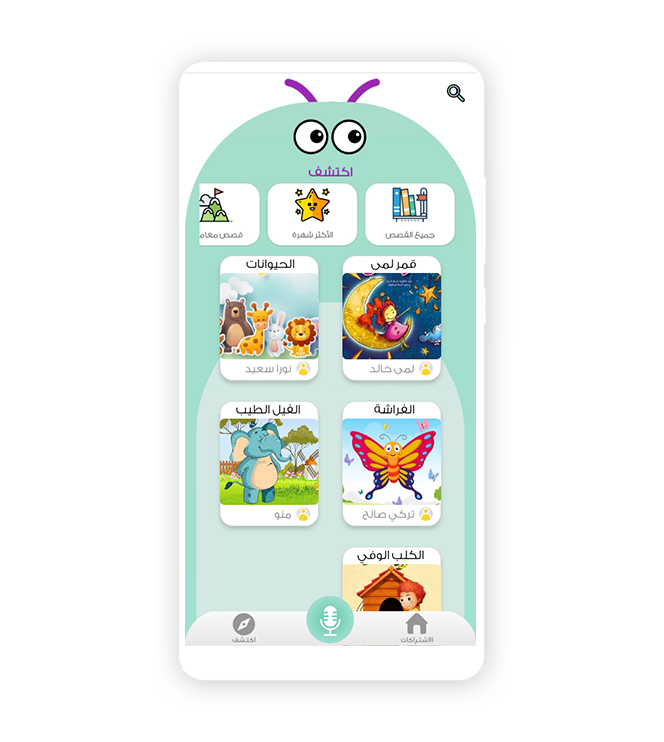 اكتشف
جميع القصص
الأكثر شهرة
قصص مغام
قمر لمى
الحيوانات
لمى خالد
نورا سعيد
الفراشة
الفيل الطيب
تركي صالح
منو
الكلب الوفي
الاشتراكات
اكتشف